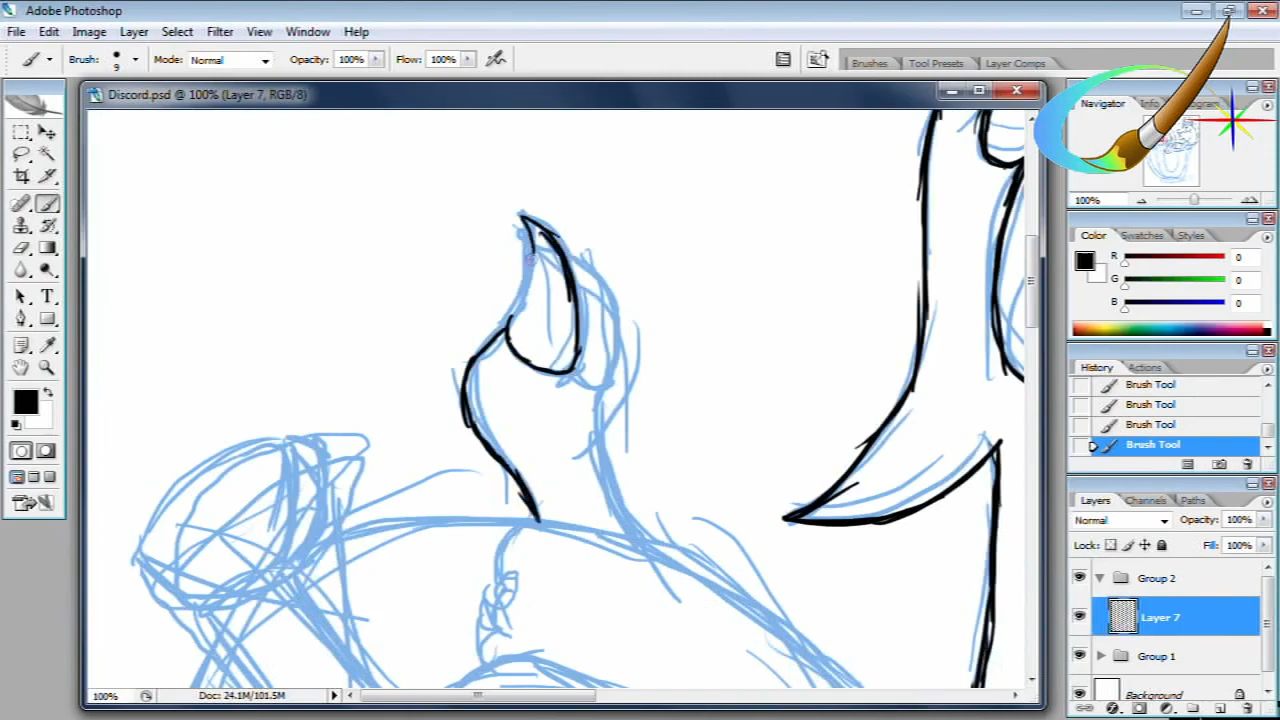 Adobe Photoshop
File Edit Image Layer Select Filter View Window Help
Brush: 9 Mode: Normal Opacity: 100% Flow: 100% Brushes Tool Presets Layer Comps
Discord.psd @ 100% (Layer 7, RGB/8)
Navigator Info
100%
Color Swatches Styles
R 0
G 0
B 0
History Actions
Brush Tool
Brush Tool
Brush Tool
Brush Tool
Layers Channels Paths
Normal Opacity: 100%
Lock: Fill: 100%
Group 2
Layer 7
Group 1
Background
100% Doc: 24.1M/101.5M